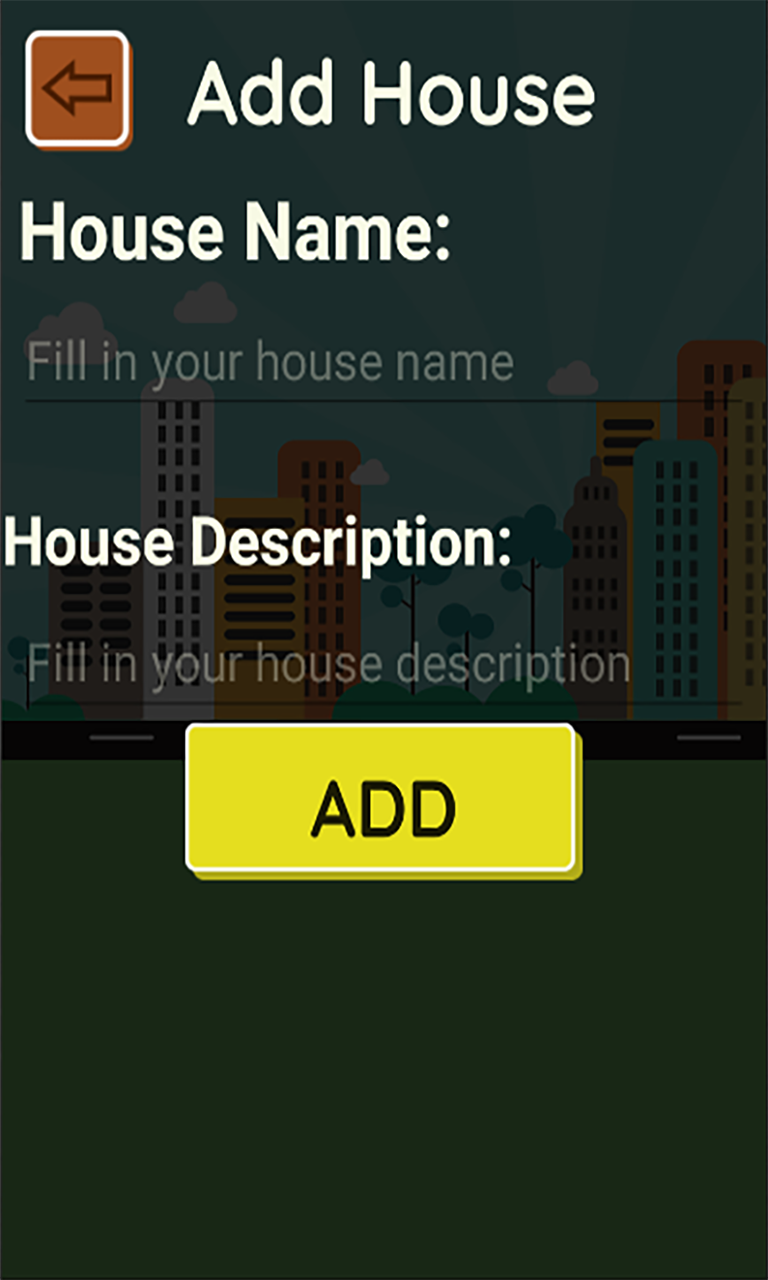 Add House
House Name:
Fill in your house name
House Description:
Fill in your house description
ADD